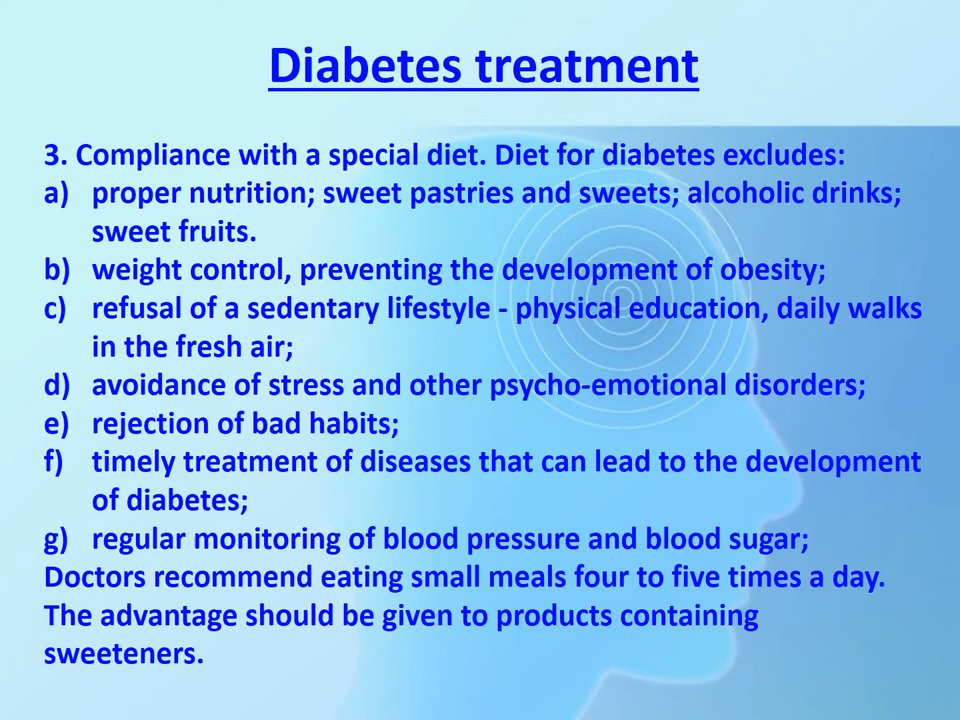 Diabetes treatment
3. Compliance with a special diet. Diet for diabetes excludes:
a) proper nutrition; sweet pastries and sweets; alcoholic drinks;
sweet fruits.
b) weight control, preventing the development of obesity;
c) refusal of a sedentary lifestyle - physical education, daily walks
in the fresh air;
d) avoidance of stress and other psycho-emotional disorders;
e) rejection of bad habits;
f) timely treatment of diseases that can lead to the development
of diabetes;
g) regular monitoring of blood pressure and blood sugar;
Doctors recommend eating small meals four to five times a day.
The advantage should be given to products containing
sweeteners.